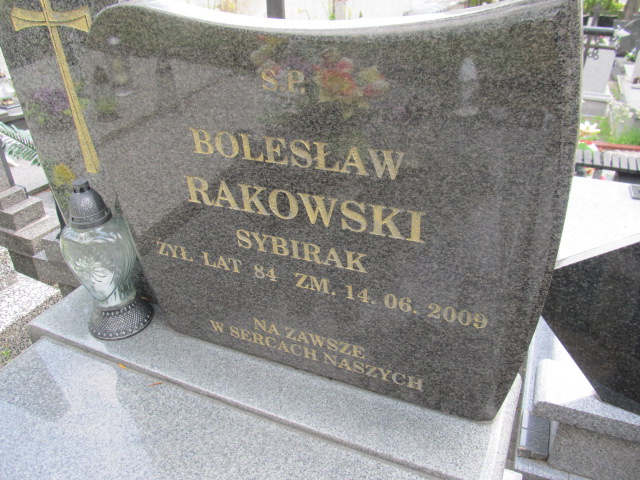 Ś.P.
BOLESŁAW
RAKOWSKI
SYBIRAK
ŻYŁ LAT 84 ZM. 14. 06. 2009
NA ZAWSZE
W SERCACH NASZYCH